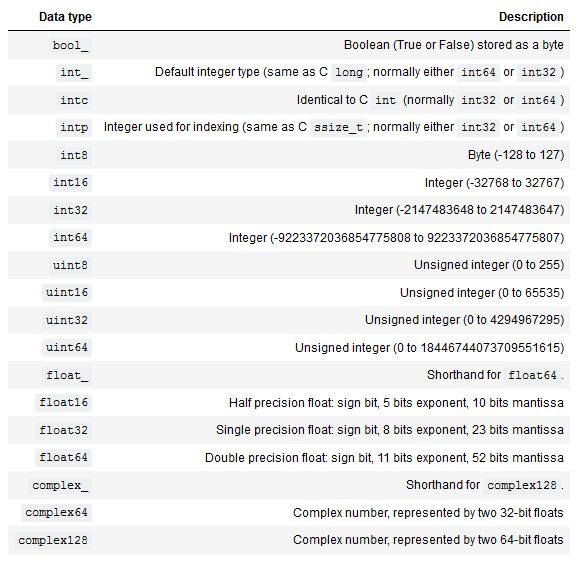 Data type Description
bool_ Boolean (True or False) stored as a byte
int_ Default integer type (same as C long; normally either int64 or int32)
intc Identical to C int (normally int32 or int64)
intp Integer used for indexing (same as C ssize_t; normally either int32 or int64)
int8 Byte (-128 to 127)
int16 Integer (-32768 to 32767)
int32 Integer (-2147483648 to 2147483647)
int64 Integer (-9223372036854775808 to 9223372036854775807)
uint8 Unsigned integer (0 to 255)
uint16 Unsigned integer (0 to 65535)
uint32 Unsigned integer (0 to 4294967295)
uint64 Unsigned integer (0 to 18446744073709551615)
float_ Shorthand for float64.
float16 Half precision float: sign bit, 5 bits exponent, 10 bits mantissa
float32 Single precision float: sign bit, 8 bits exponent, 23 bits mantissa
float64 Double precision float: sign bit, 11 bits exponent, 52 bits mantissa
complex_ Shorthand for complex128.
complex64 Complex number, represented by two 32-bit floats
complex128 Complex number, represented by two 64-bit floats